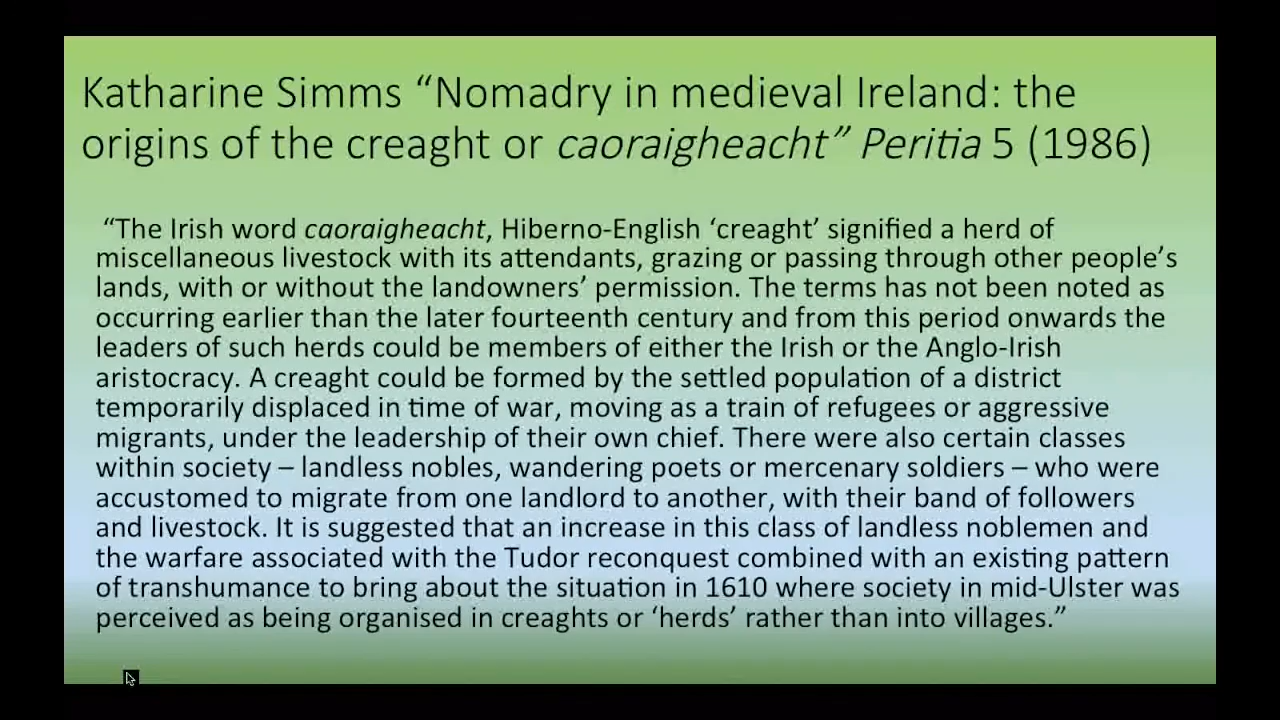 Katharine Simms “Nomadry in medieval Ireland: the
origins of the creaght or caoraigheacht” Peritia 5 (1986)
“The Irish word caoraigheacht, Hiberno-English ‘creaght’ signified a herd of
miscellaneous livestock with its attendants, grazing or passing through other people’s
lands, with or without the landowners’ permission. The terms has not been noted as
occurring earlier than the later fourteenth century and from this period onwards the
leaders of such herds could be members of either the Irish or the Anglo-Irish
aristocracy. A creaght could be formed by the settled population of a district
temporarily displaced in time of war, moving as a train of refugees or aggressive
migrants, under the leadership of their own chief. There were also certain classes
within society – landless nobles, wandering poets or mercenary soldiers – who were
accustomed to migrate from one landlord to another, with their band of followers
and livestock. It is suggested that an increase in this class of landless noblemen and
the warfare associated with the Tudor reconquest combined with an existing pattern
of transhumance to bring about the situation in 1610 where society in mid-Ulster was
perceived as being organised in creaghts or ‘herds’ rather than into villages.”